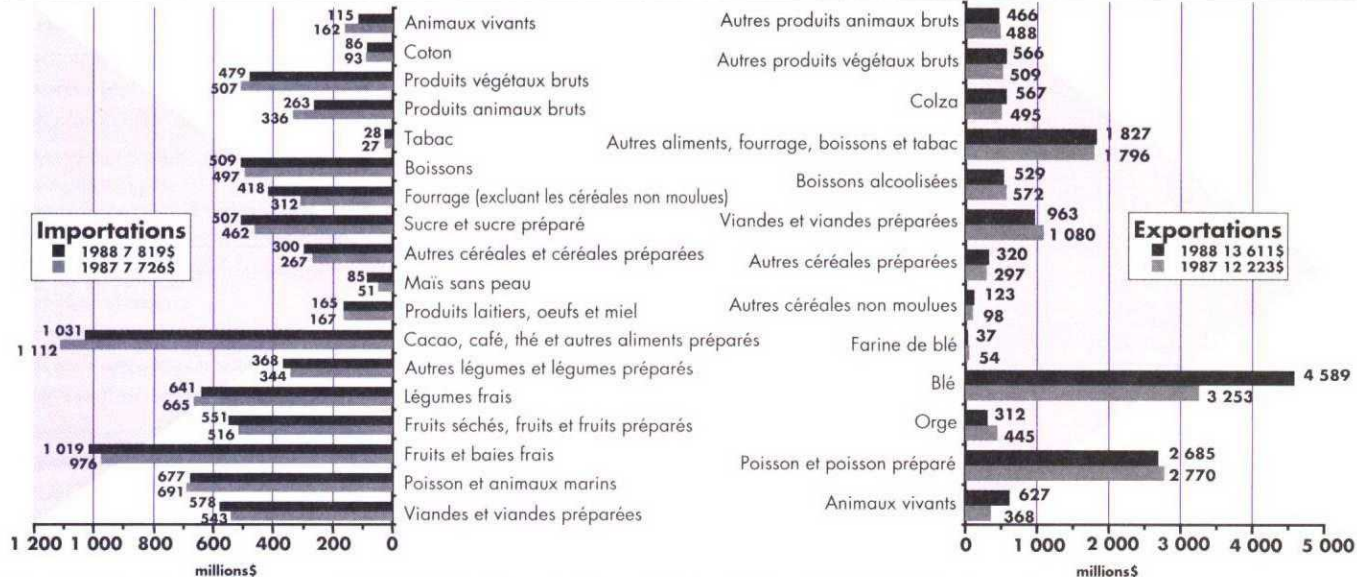 115
162
Animaux vivants
86
93
Coton
479
507
Produits végétaux bruts
263
336
Produits animaux bruts
28
27
Tabac
509
497
Boissons
418
312
Fourrage (excluant les céréales non moulues)
507
462
Sucre et sucre préparé
300
267
Autres céréales et céréales préparées
85
51
Maïs sans peau
165
167
Produits laitiers, oeufs et miel
1 031
1 112
Cacao, café, thé et autres aliments préparés
368
344
Autres légumes et légumes préparés
641
665
Légumes frais
551
516
Fruits séchés, fruits et fruits préparés
1 019
976
Fruits et baies frais
677
691
Poisson et animaux marins
578
543
Viandes et viandes préparées
Importations
1988 7 819$
1987 7 726$
1 200 1 000 800 600 400 200 0
millions$
Autres produits animaux bruts
466
488
Autres produits végétaux bruts
566
509
Colza
567
495
Autres aliments, fourrage, boissons et tabac
1 827
1 796
Boissons alcoolisées
529
572
Viandes et viandes préparées
963
1 080
Autres céréales préparées
320
297
Autres céréales non moulues
123
98
Farine de blé
37
54
Blé
4 589
3 253
Orge
312
445
Poisson et poisson préparé
2 685
2 770
Animaux vivants
627
368
Exportations
1988 13 611$
1987 12 223$
0 1 000 2 000 3 000 4 000 5 000
millions$